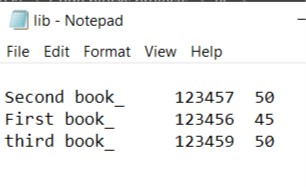 lib - Notepad
File Edit Format View Help
Second book_ 123457 50
First book_ 123456 45
third book_ 123459 50